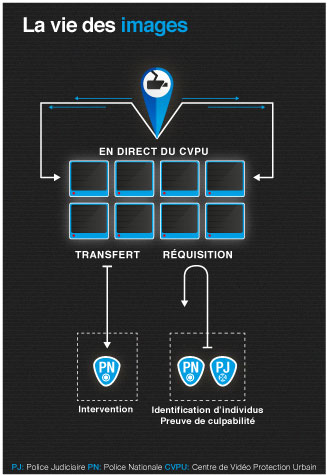 La vie des images
EN DIRECT DU CVPU
TRANSFERT
RÉQUISITION
PN
PN
PJ
Intervention
Identification d'individus
Preuve de culpabilité
PJ: Police Judiciaire PN: Police Nationale CVPU: Centre de Vidéo Protection Urbain